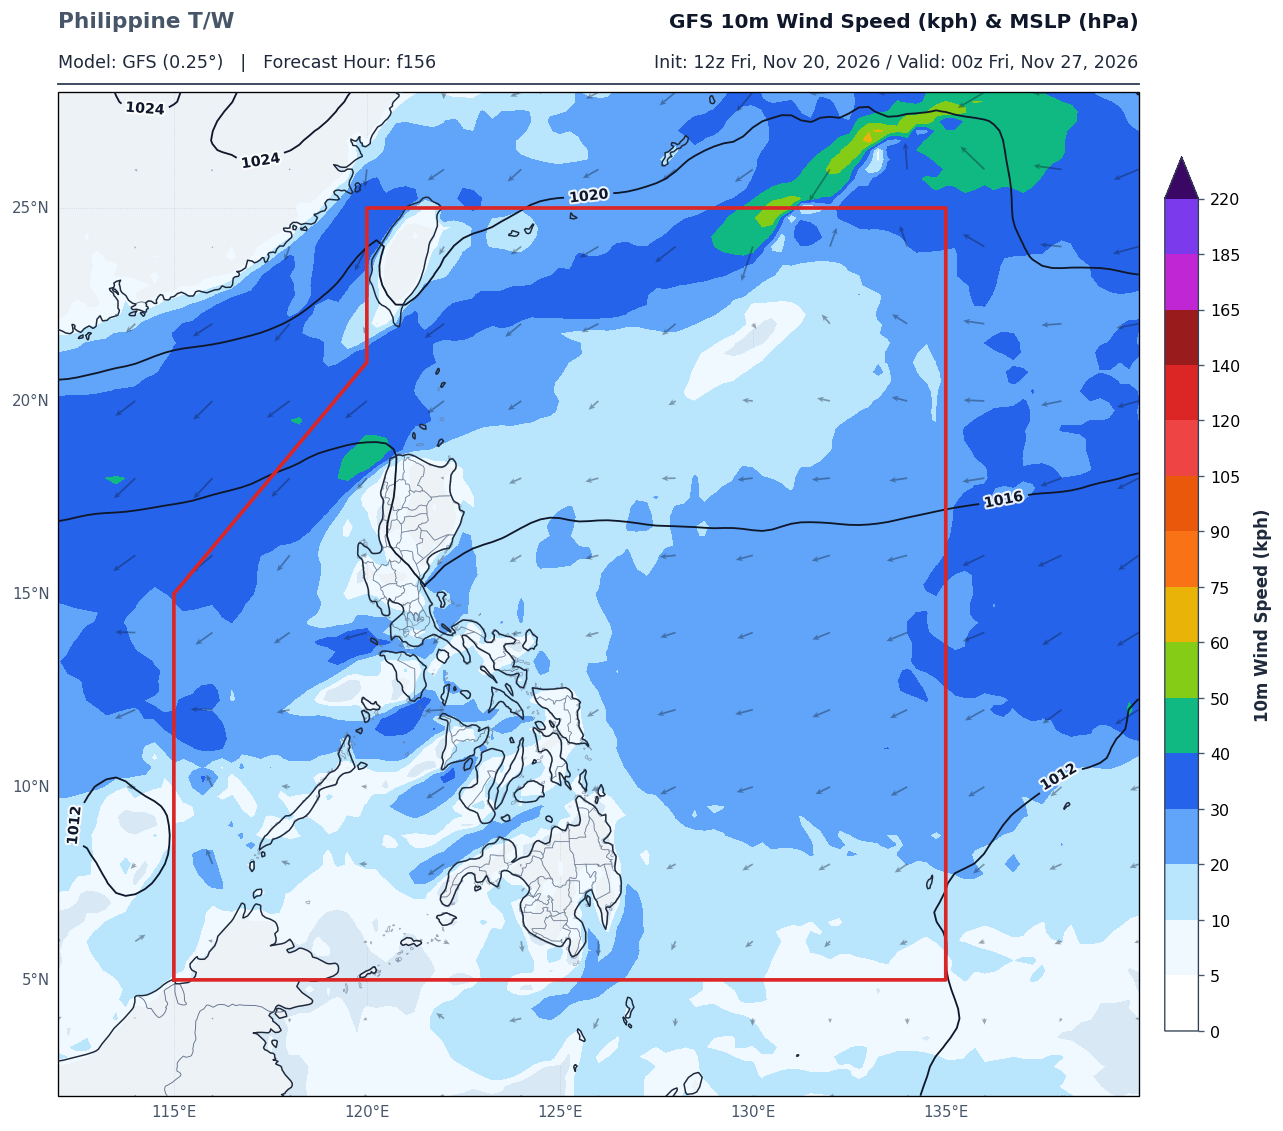 Philippine T/W
GFS 10m Wind Speed (kph) & MSLP (hPa)
Model: GFS (0.25°) | Forecast Hour: f156
Init: 12z Fri, Nov 20, 2026 / Valid: 00z Fri, Nov 27, 2026
1024
1024
1020
1016
1012
1012
25°N
20°N
15°N
10°N
5°N
115°E
120°E
125°E
130°E
135°E
220
185
165
140
120
105
90
75
60
50
40
30
20
10
5
0
10m Wind Speed (kph)